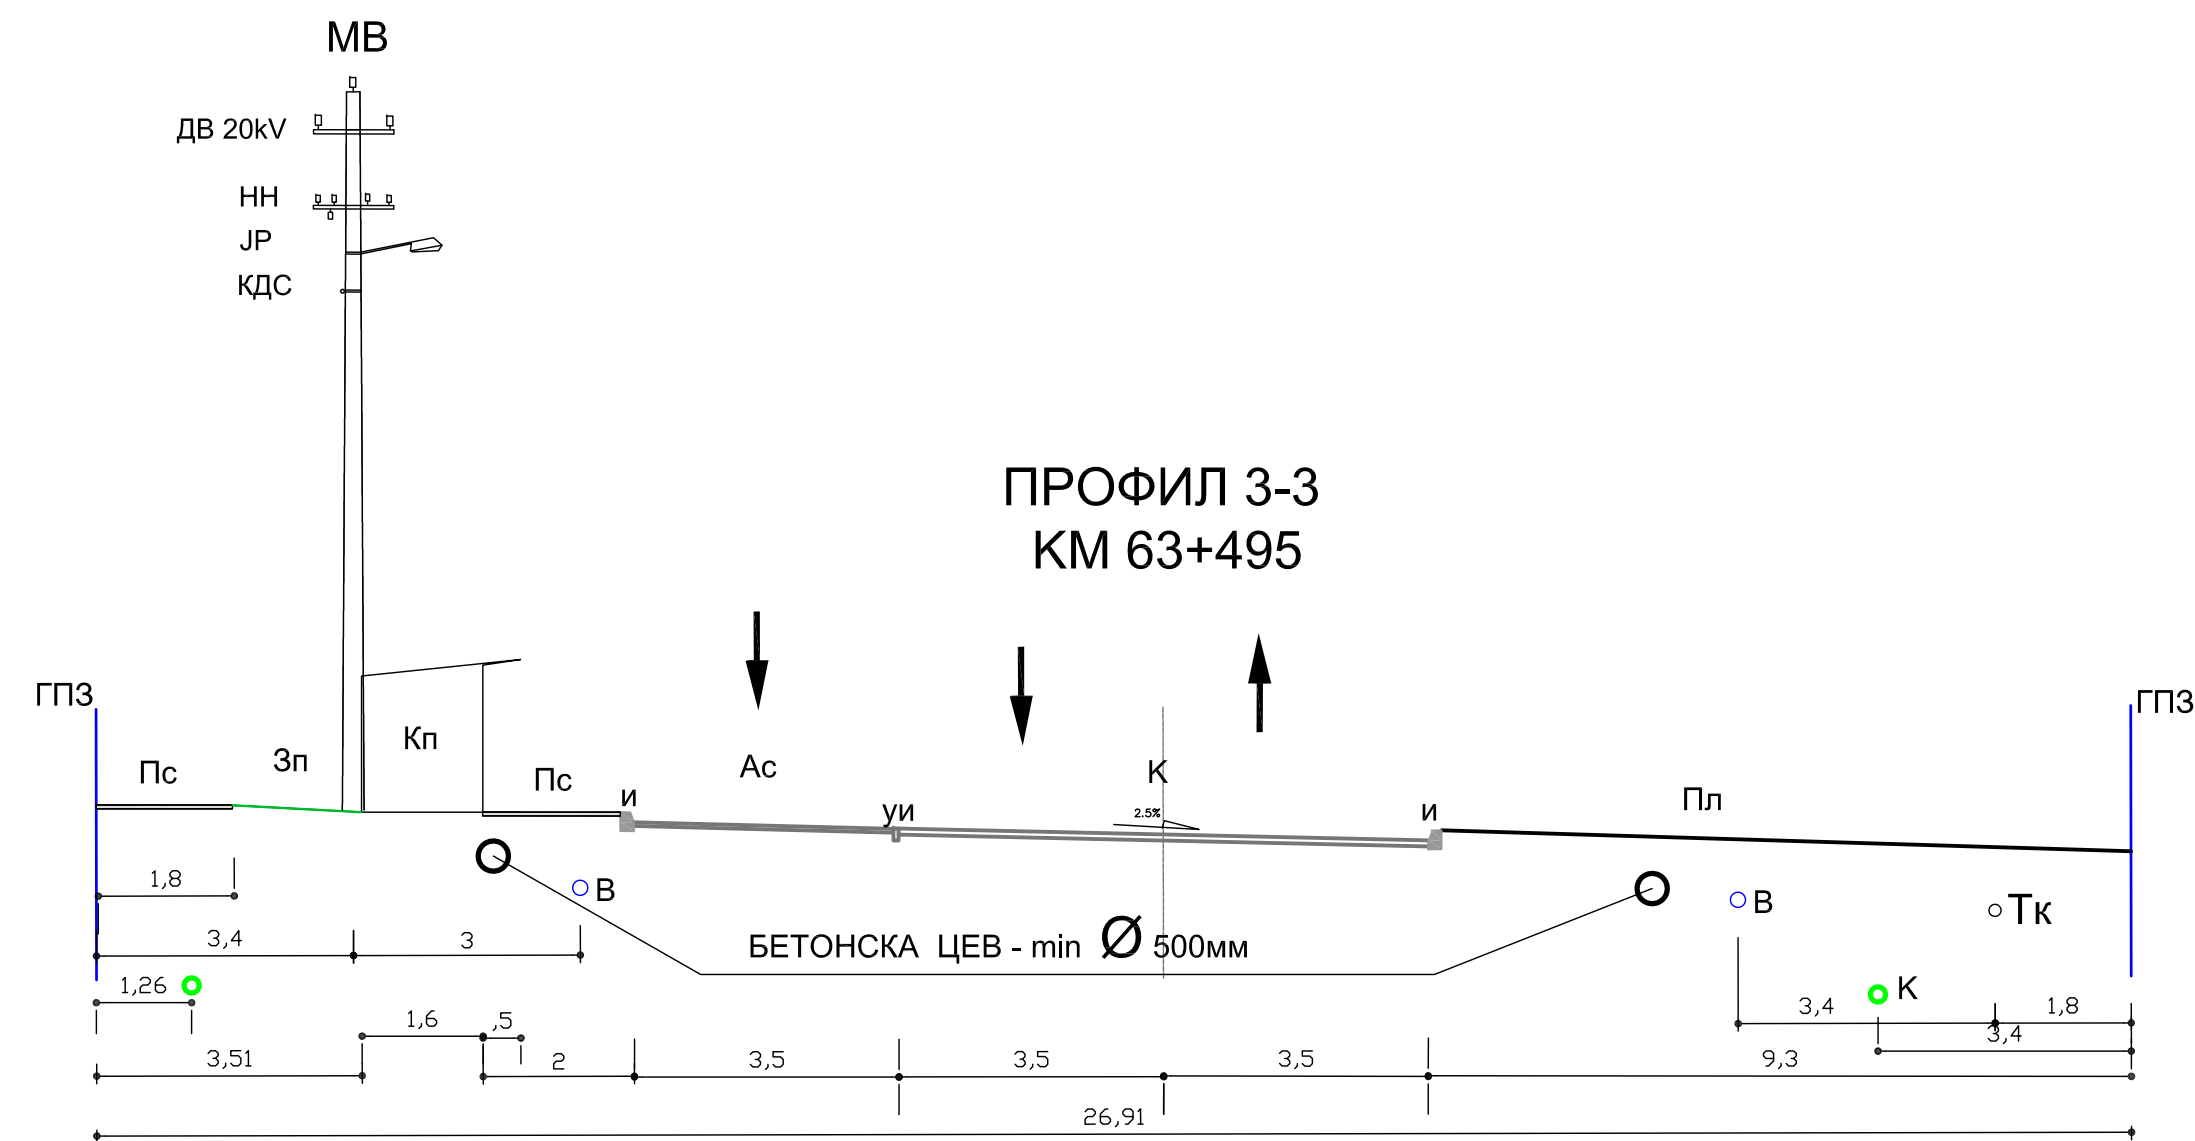 МВ
ДВ 20kV
НН
ЈР
КДС
ПРОФИЛ 3-3
КМ 63+495
ГПЗ
ГПЗ
Пс
Зп
Кп
Пс
и
Ас
уи
К
2.5%
и
Пл
В
В
Тк
БЕТОНСКА ЦЕВ - min Ø 500мм
К
1,8
3,4
3
1,26
1,6
,5
3,4
1,8
3,4
3,51
2
3,5
3,5
3,5
9,3
26,91